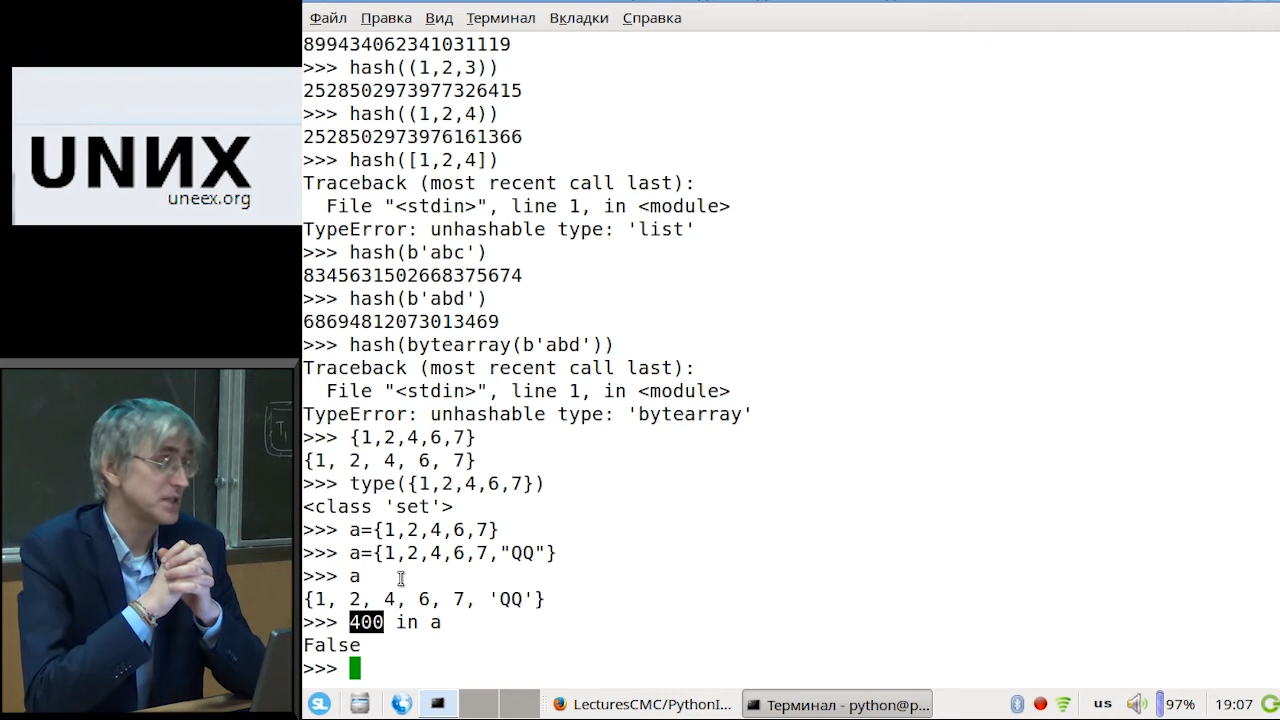 UNИX
uneex.org
Файл Правка Вид Терминал Вкладки Справка
899434062341031119
>>> hash((1,2,3))
2528502973977326415
>>> hash((1,2,4))
2528502973976161366
>>> hash([1,2,4])
Traceback (most recent call last):
File "<stdin>", line 1, in <module>
TypeError: unhashable type: 'list'
>>> hash(b'abc')
8345631502668375674
>>> hash(b'abd')
68694812073013469
>>> hash(bytearray(b'abd'))
Traceback (most recent call last):
File "<stdin>", line 1, in <module>
TypeError: unhashable type: 'bytearray'
>>> {1,2,4,6,7}
{1, 2, 4, 6, 7}
>>> type({1,2,4,6,7})
<class 'set'>
>>> a={1,2,4,6,7}
>>> a={1,2,4,6,7,"QQ"}
>>> a
{1, 2, 4, 6, 7, 'QQ'}
>>> 400 in a
False
>>>
SL LecturesCMC/PythonI... Терминал - python@p... us 97% 19:07